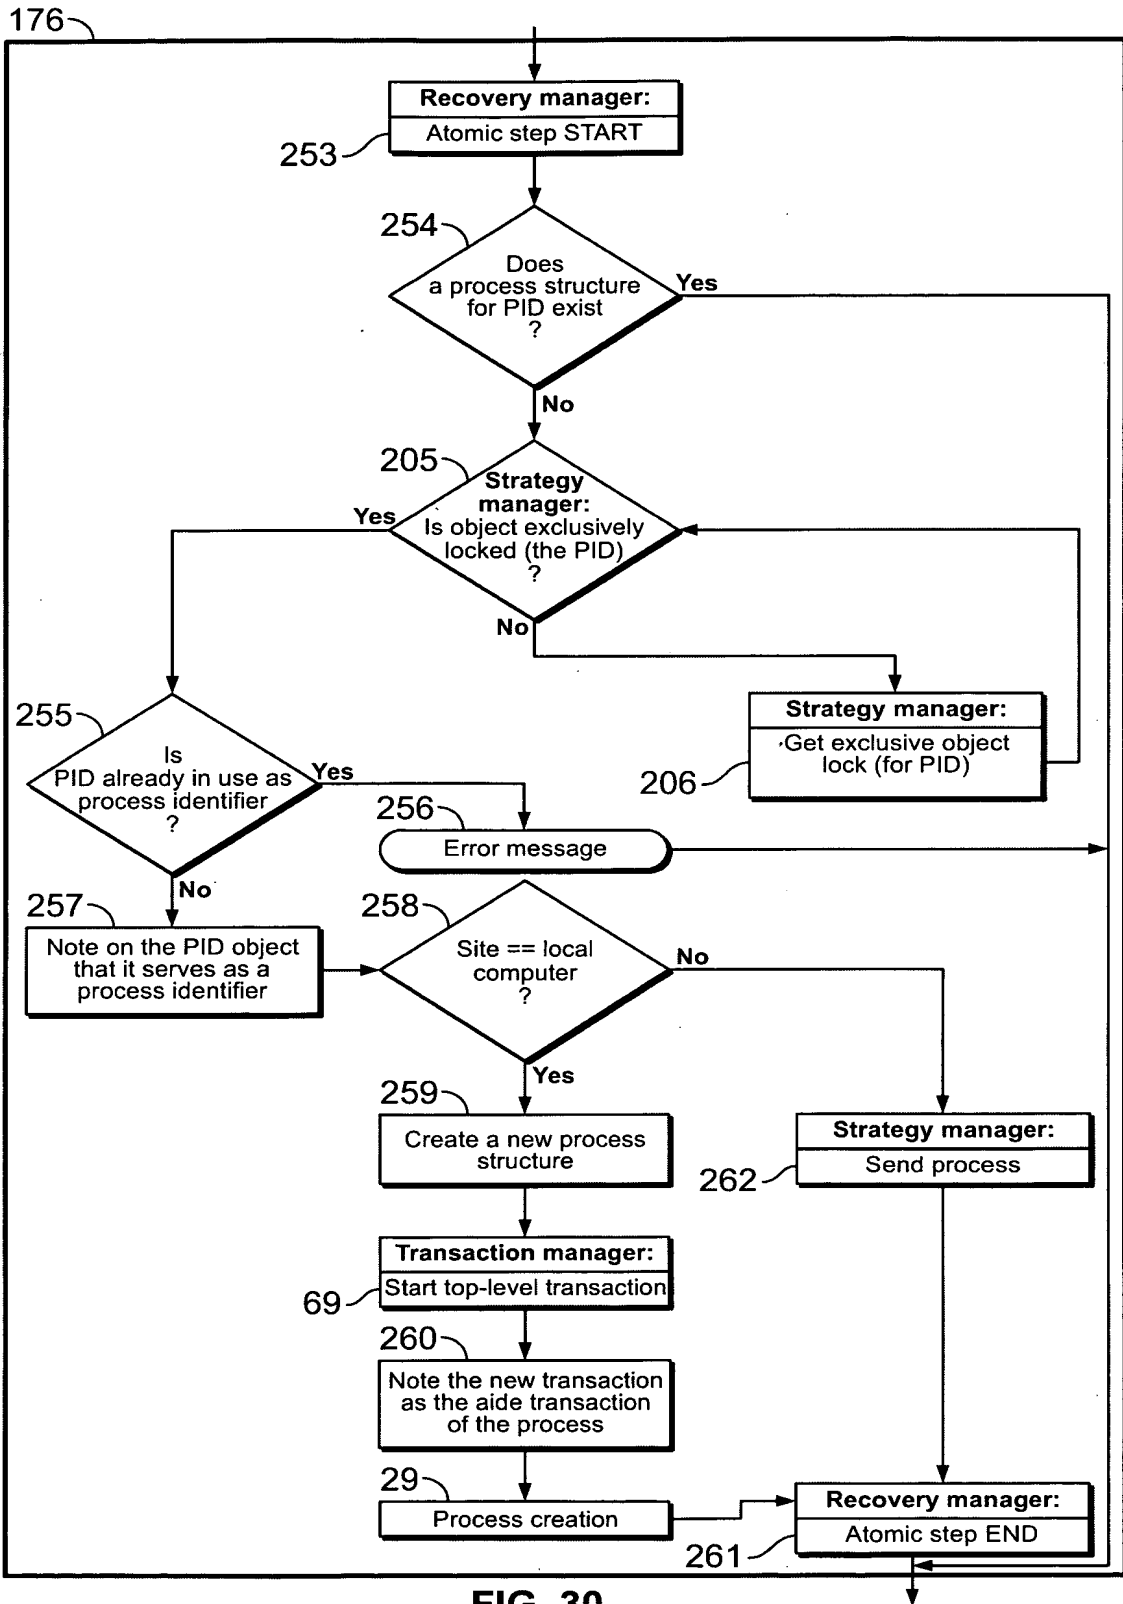 176
Recovery manager:
Atomic step START
253
254
Does
a process structure
for PID exist
?
Yes
No
205
Strategy
manager:
Is object exclusively
locked (the PID)
?
Yes
No
Strategy manager:
Get exclusive object
lock (for PID)
206
255
Is
PID already in use as
process identifier
?
Yes
No
256
Error message
257
Note on the PID object
that it serves as a
process identifier
258
Site == local
computer
?
No
Yes
259
Create a new process
structure
Strategy manager:
Send process
262
Transaction manager:
Start top-level transaction
69
260
Note the new transaction
as the aide transaction
of the process
29
Process creation
Recovery manager:
Atomic step END
261
FIG. 30